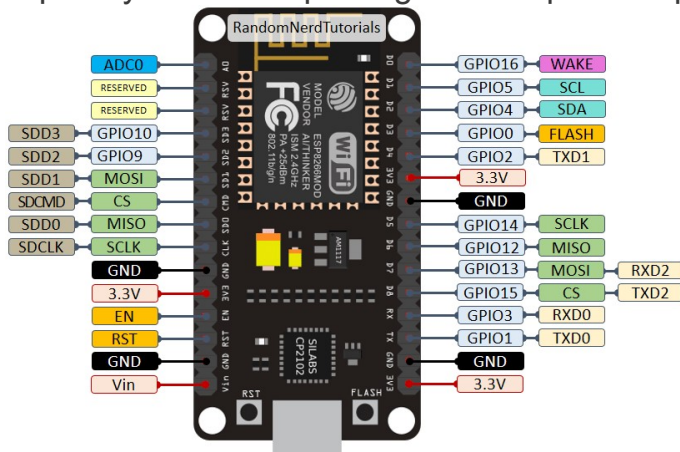 RandomNerdTutorials
ADC0 A0
RESERVED RSV
RESERVED RSV
SDD3 GPIO10 SD3
SDD2 GPIO9 SD2
SDD1 MOSI SD1
SDCMD CS CMD
SDD0 MISO SDO
SDCLK SCLK CLK
GND GND
3.3V 3V3
EN EN
RST RST
GND GND
Vin Vin
D0 GPIO16 WAKE
D1 GPIO5 SCL
D2 GPIO4 SDA
D3 GPIO0 FLASH
D4 GPIO2 TXD1
3V3 3.3V
GND GND
D5 GPIO14 SCLK
D6 GPIO12 MISO
D7 GPIO13 MOSI RXD2
D8 GPIO15 CS TXD2
RX GPIO3 RXD0
TX GPIO1 TXD0
GND GND
3V3 3.3V
MODEL ESP8266MOD
VENDOR AI/THINKER
ISM 2.4GHz
PA +25dBm
802.11b/g/n
FC
Wi Fi
AM1117
SILABS
CP2102
RST
FLASH